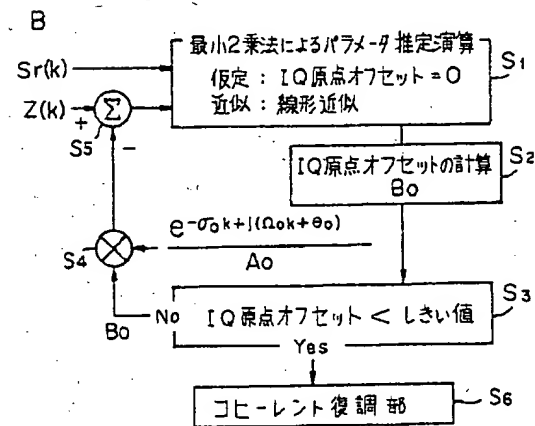 B
最小2乗法によるパラメータ推定演算
S1
Sr(k)
仮定 : IQ原点オフセット = 0
Z(k)
+
Σ
近似 : 線形近似
S5
−
S2
IQ原点オフセットの計算
B0
e^-σ0k+j(Ω0k+θ0)
A0
S4
B0
No
IQ原点オフセット < しきい値
S3
Yes
コヒーレント復調部
S6